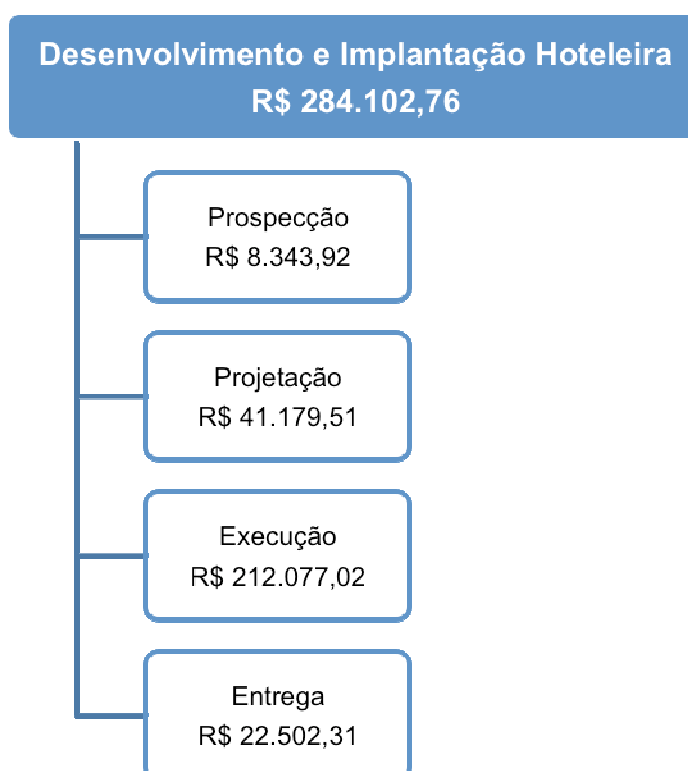 Desenvolvimento e Implantação Hoteleira
R$ 284.102,76
Prospecção
R$ 8.343,92
Projetação
R$ 41.179,51
Execução
R$ 212.077,02
Entrega
R$ 22.502,31